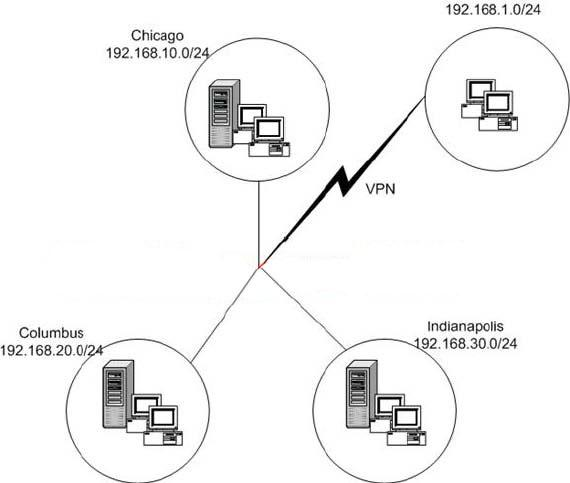 192.168.1.0/24
Chicago
192.168.10.0/24
VPN
Columbus
192.168.20.0/24
Indianapolis
192.168.30.0/24